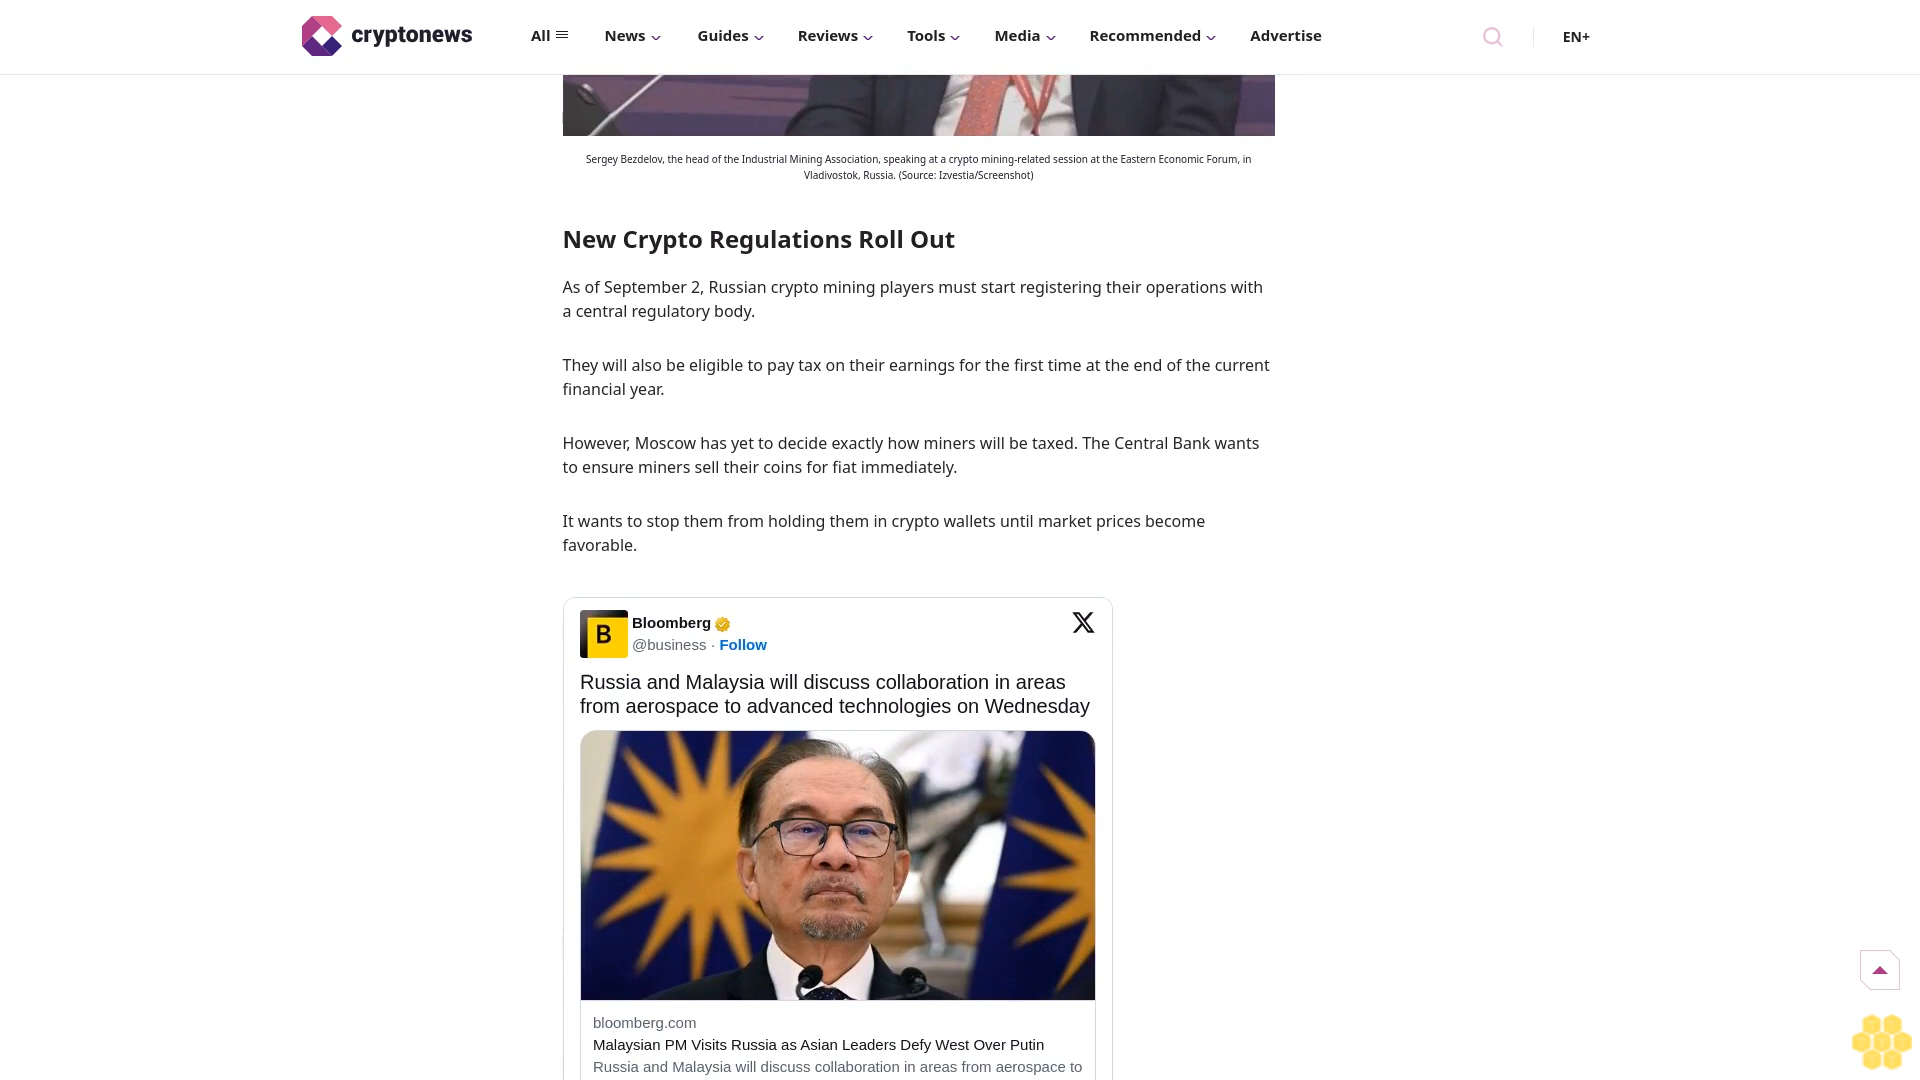 cryptonews
All
News
Guides
Reviews
Tools
Media
Recommended
Advertise
EN+
Sergey Bezdelov, the head of the Industrial Mining Association, speaking at a crypto mining-related session at the Eastern Economic Forum, in
Vladivostok, Russia. (Source: Izvestia/Screenshot)
New Crypto Regulations Roll Out
As of September 2, Russian crypto mining players must start registering their operations with
a central regulatory body.
They will also be eligible to pay tax on their earnings for the first time at the end of the current
financial year.
However, Moscow has yet to decide exactly how miners will be taxed. The Central Bank wants
to ensure miners sell their coins for fiat immediately.
It wants to stop them from holding them in crypto wallets until market prices become
favorable.
B
Bloomberg
@business · Follow
Russia and Malaysia will discuss collaboration in areas
from aerospace to advanced technologies on Wednesday
bloomberg.com
Malaysian PM Visits Russia as Asian Leaders Defy West Over Putin
Russia and Malaysia will discuss collaboration in areas from aerospace to